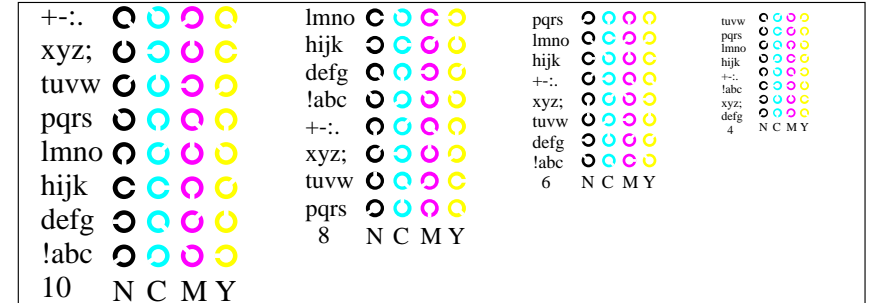 +-:.
xyz;
tuvw
pqrs
lmno
hijk
defg
!abc
10 N C M Y
lmno
hijk
defg
!abc
+-:.
xyz;
tuvw
pqrs
8 N C M Y
pqrs
lmno
hijk
+-:.
xyz;
tuvw
defg
!abc
6 N C M Y
tuvw
pqrs
lmno
hijk
+-:.
!abc
xyz;
defg
4 N C M Y